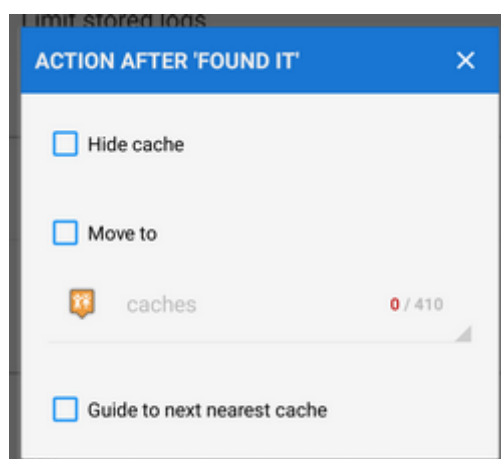 Limit stored logs
ACTION AFTER 'FOUND IT'
Hide cache
Move to
caches 0 / 410
Guide to next nearest cache